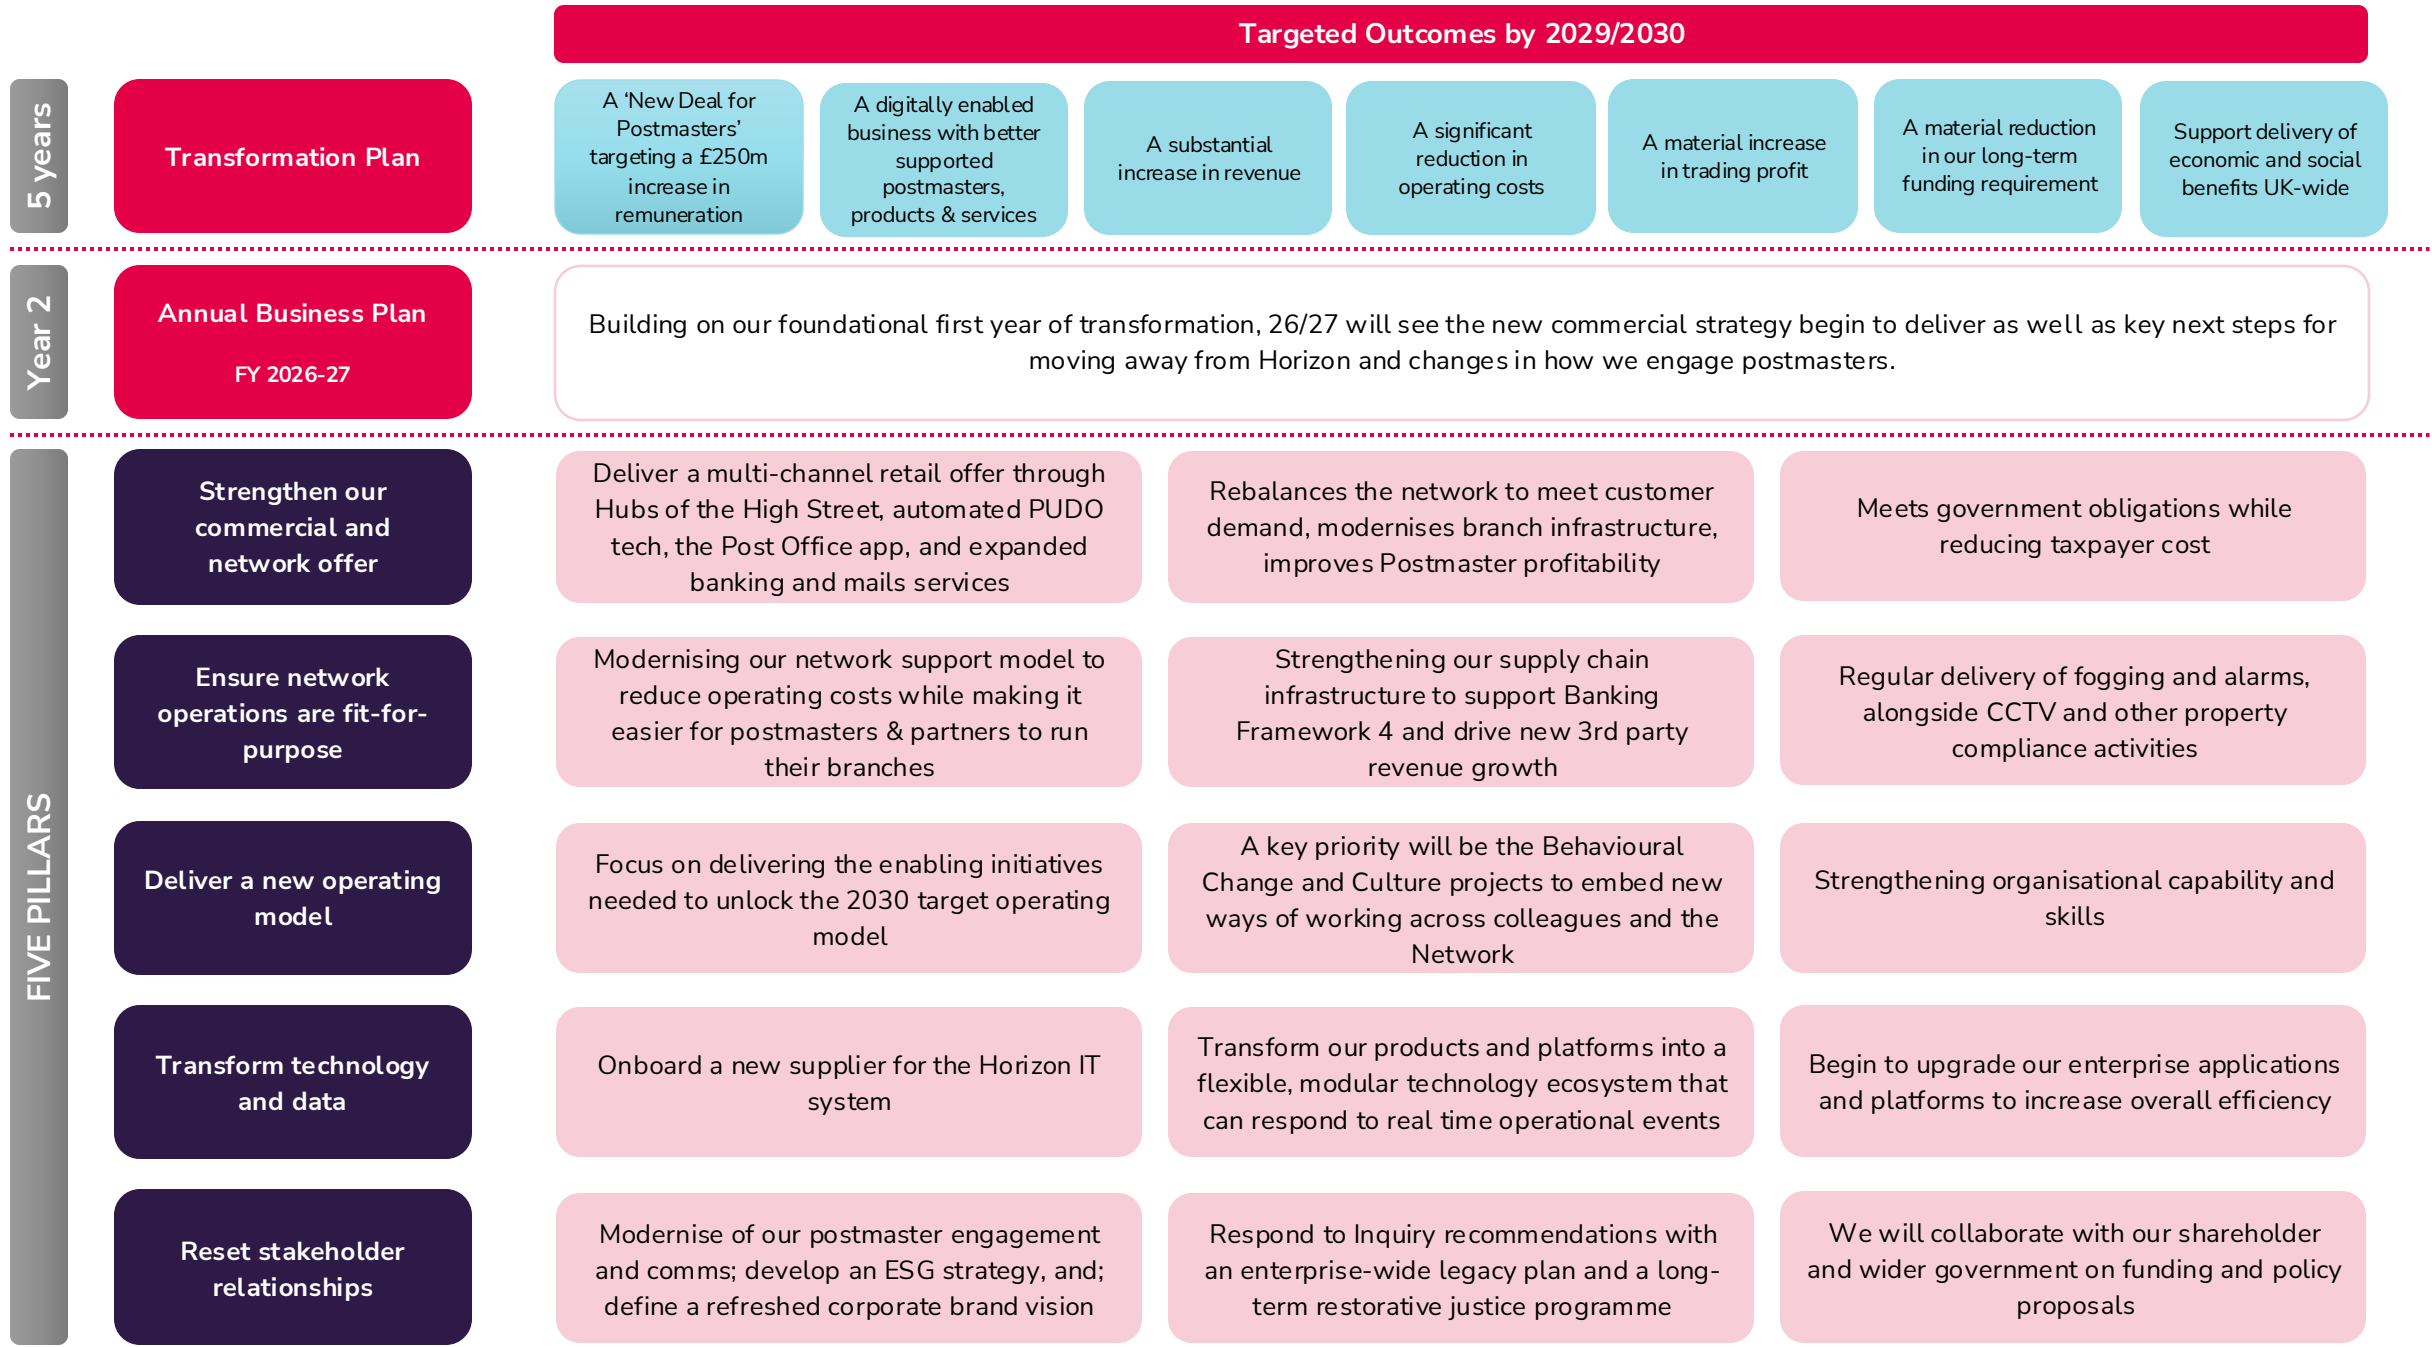 Targeted Outcomes by 2029/2030
5 years
Transformation Plan
A ‘New Deal for
Postmasters’
targeting a £250m
increase in
remuneration
A digitally enabled
business with better
supported
postmasters,
products & services
A substantial
increase in revenue
A significant
reduction in
operating costs
A material increase
in trading profit
A material reduction
in our long-term
funding requirement
Support delivery of
economic and social
benefits UK-wide
Year 2
Annual Business Plan
FY 2026-27
Building on our foundational first year of transformation, 26/27 will see the new commercial strategy begin to deliver as well as key next steps for
moving away from Horizon and changes in how we engage postmasters.
FIVE PILLARS
Strengthen our
commercial and
network offer
Deliver a multi-channel retail offer through
Hubs of the High Street, automated PUDO
tech, the Post Office app, and expanded
banking and mails services
Rebalances the network to meet customer
demand, modernises branch infrastructure,
improves Postmaster profitability
Meets government obligations while
reducing taxpayer cost
Ensure network
operations are fit-for-
purpose
Modernising our network support model to
reduce operating costs while making it
easier for postmasters & partners to run
their branches
Strengthening our supply chain
infrastructure to support Banking
Framework 4 and drive new 3rd party
revenue growth
Regular delivery of fogging and alarms,
alongside CCTV and other property
compliance activities
Deliver a new operating
model
Focus on delivering the enabling initiatives
needed to unlock the 2030 target operating
model
A key priority will be the Behavioural
Change and Culture projects to embed new
ways of working across colleagues and the
Network
Strengthening organisational capability and
skills
Transform technology
and data
Onboard a new supplier for the Horizon IT
system
Transform our products and platforms into a
flexible, modular technology ecosystem that
can respond to real time operational events
Begin to upgrade our enterprise applications
and platforms to increase overall efficiency
Reset stakeholder
relationships
Modernise of our postmaster engagement
and comms; develop an ESG strategy, and;
define a refreshed corporate brand vision
Respond to Inquiry recommendations with
an enterprise-wide legacy plan and a long-
term restorative justice programme
We will collaborate with our shareholder
and wider government on funding and policy
proposals